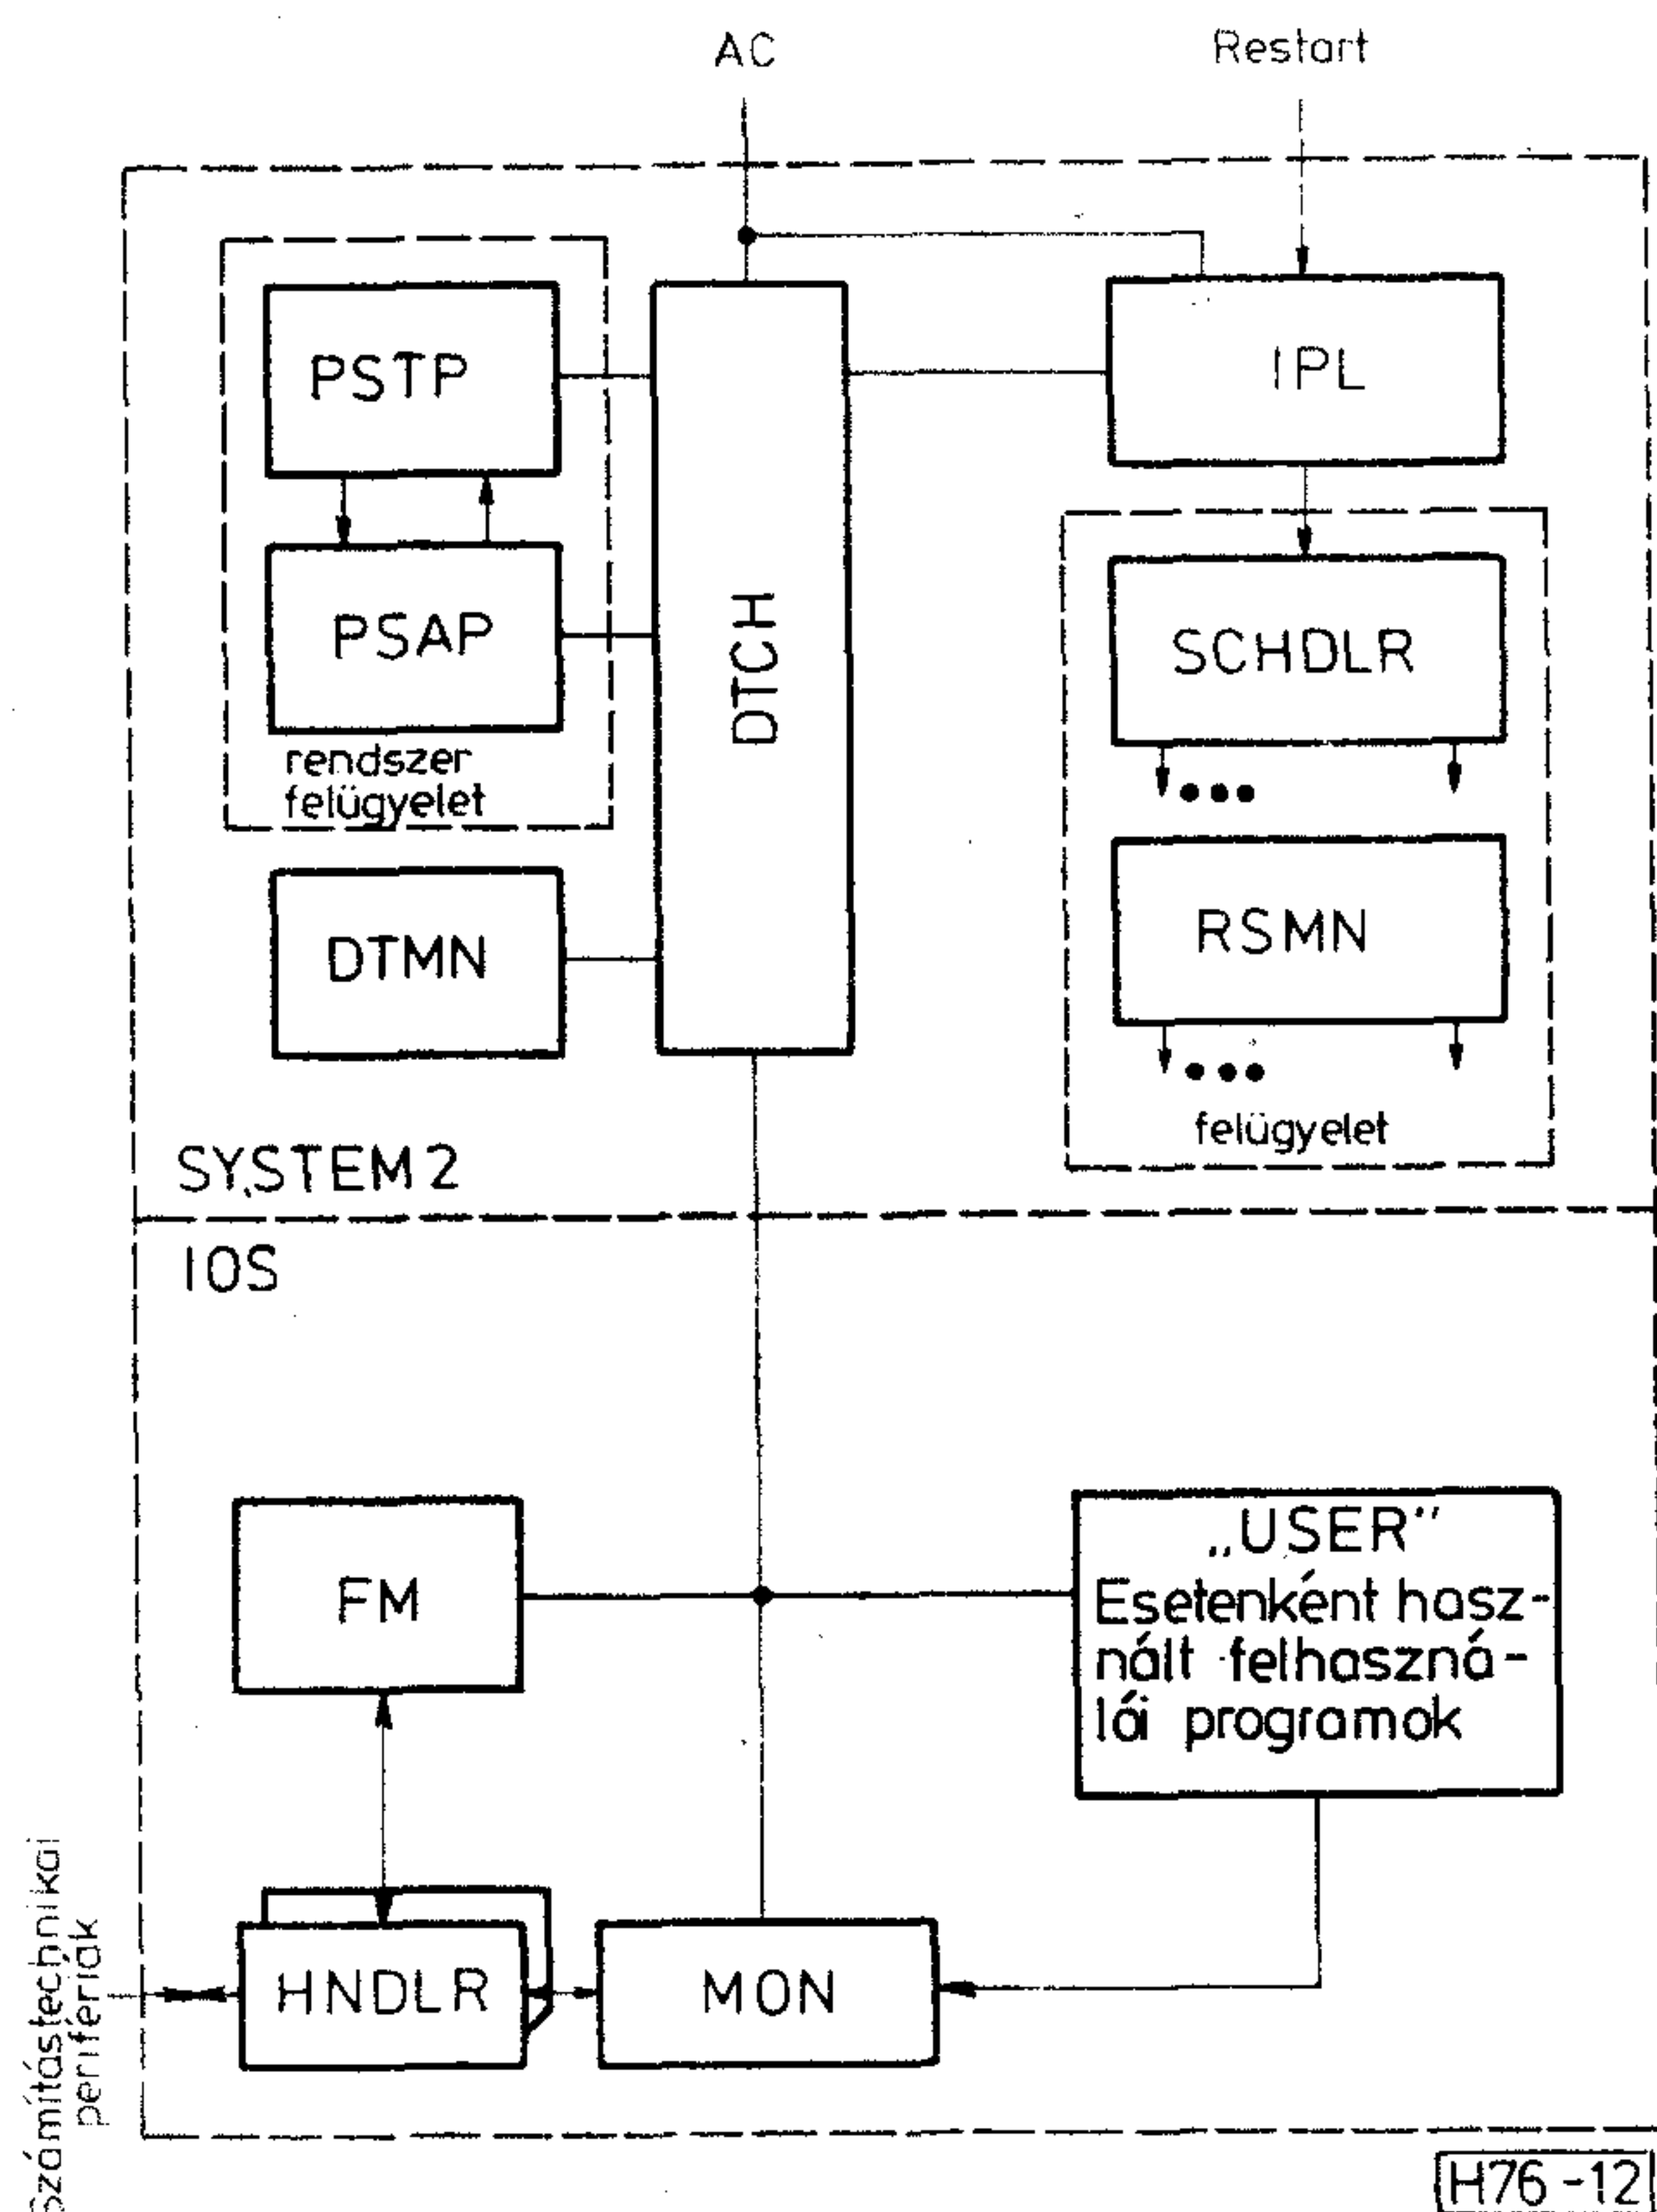 AC
Restart
PSTP
IPL
PSAP
DTCH
SCHDLR
rendszer
felügyelet
DTMN
RSMN
felügyelet
SYSTEM 2
IOS
FM
„USER”
Esetenként hasz-
nált felhaszná-
lói programok
HNDLR
MON
Számítástechnikai
perifériák
H76-12